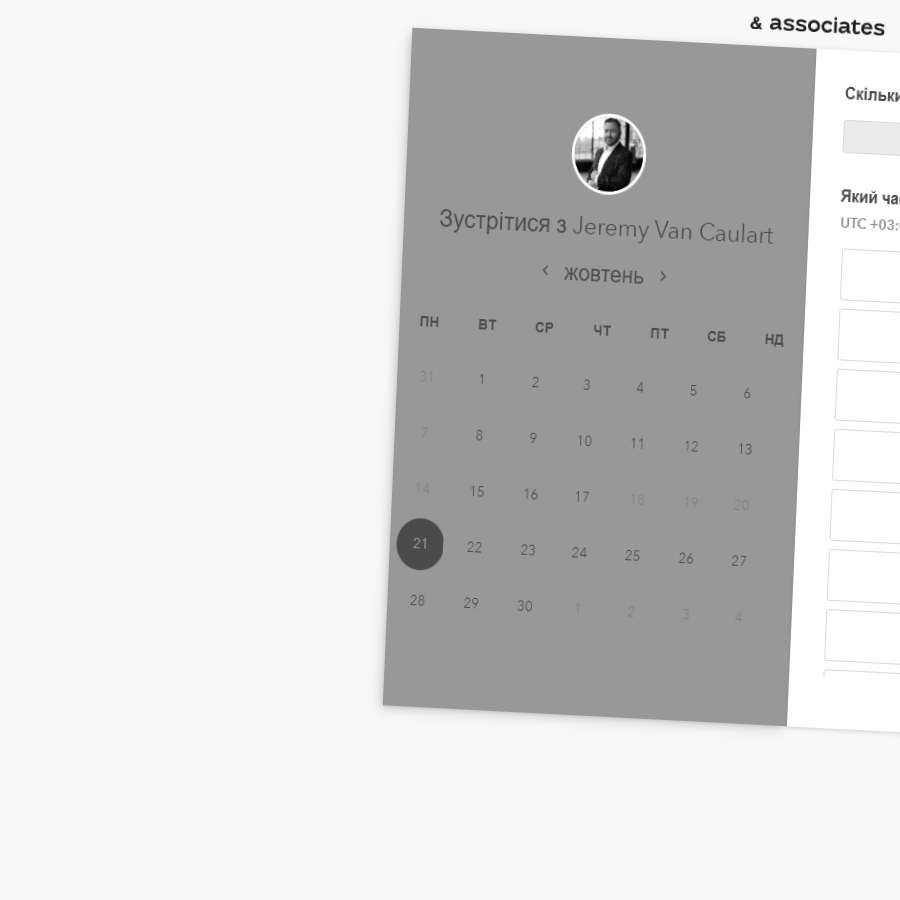 & associates
Зустрітися з Jeremy Van Caulart
‹ жовтень ›
ПН ВТ СР ЧТ ПТ СБ НД
31 1 2 3 4 5 6
7 8 9 10 11 12 13
14 15 16 17 18 19 20
21 22 23 24 25 26 27
28 29 30 1 2 3 4
Скільки
Який
UTC +03: